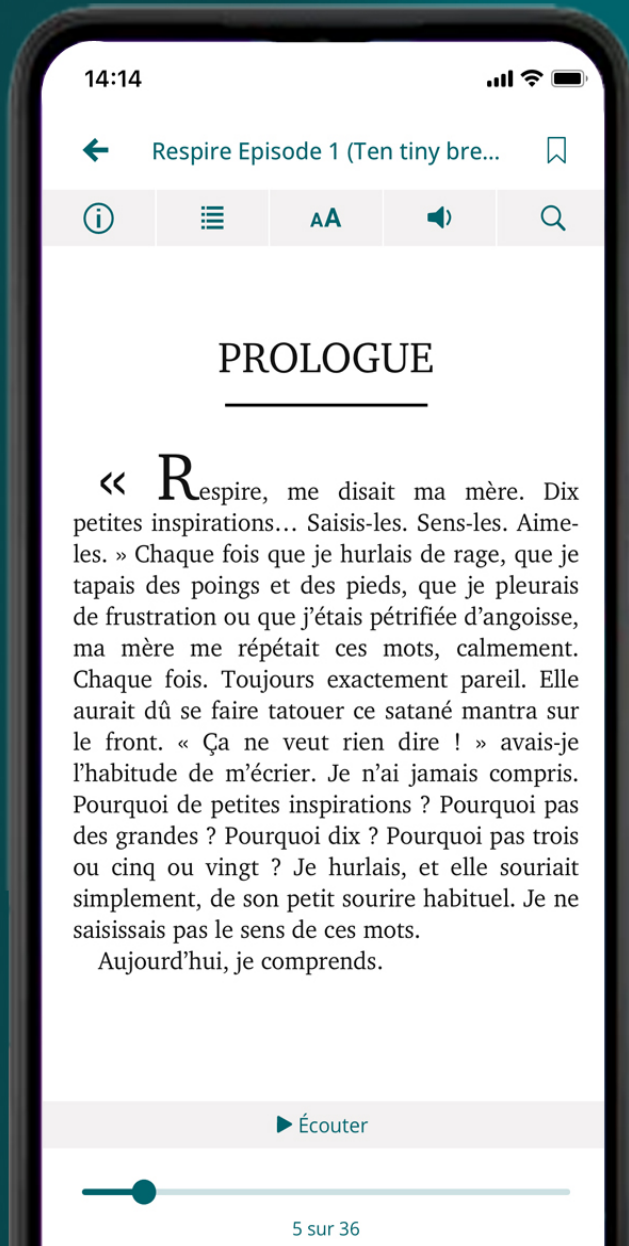 14:14
Respire Episode 1 (Ten tiny bre...
AA
PROLOGUE
« Respire, me disait ma mère. Dix
petites inspirations… Saisis-les. Sens-les. Aime-
les. » Chaque fois que je hurlais de rage, que je
tapais des poings et des pieds, que je pleurais
de frustration ou que j’étais pétrifiée d’angoisse,
ma mère me répétait ces mots, calmement.
Chaque fois. Toujours exactement pareil. Elle
aurait dû se faire tatouer ce satané mantra sur
le front. « Ça ne veut rien dire ! » avais-je
l’habitude de m’écrier. Je n’ai jamais compris.
Pourquoi de petites inspirations ? Pourquoi pas
des grandes ? Pourquoi dix ? Pourquoi pas trois
ou cinq ou vingt ? Je hurlais, et elle souriait
simplement, de son petit sourire habituel. Je ne
saisissais pas le sens de ces mots.
Aujourd’hui, je comprends.
Écouter
5 sur 36